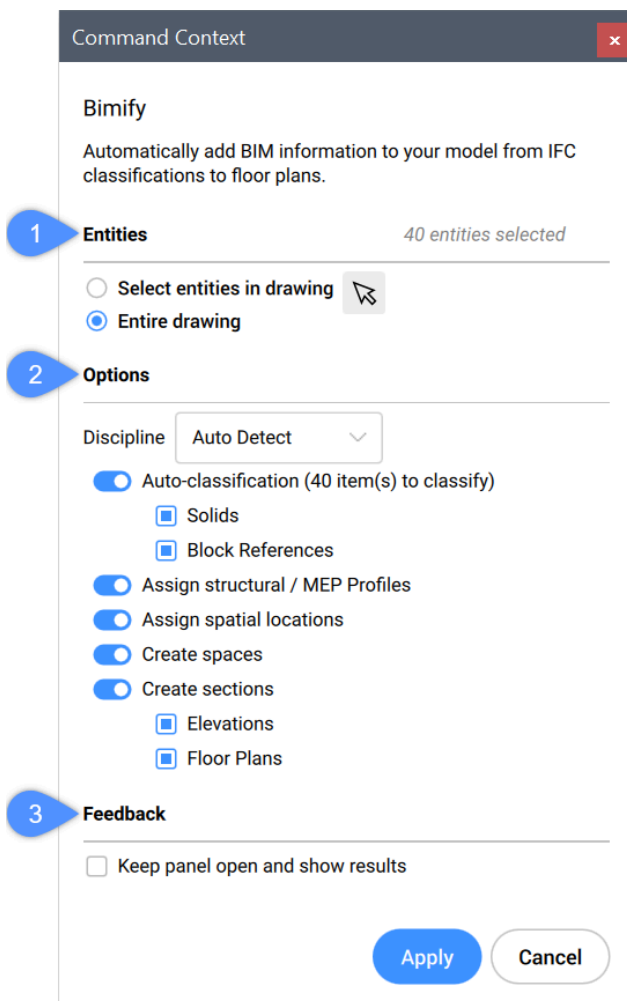 Command Context
Bimify
Automatically add BIM information to your model from IFC
classifications to floor plans.
1 Entities 40 entities selected
Select entities in drawing
Entire drawing
2 Options
Discipline Auto Detect
Auto-classification (40 item(s) to classify)
Solids
Block References
Assign structural / MEP Profiles
Assign spatial locations
Create spaces
Create sections
Elevations
Floor Plans
3 Feedback
Keep panel open and show results
Apply Cancel